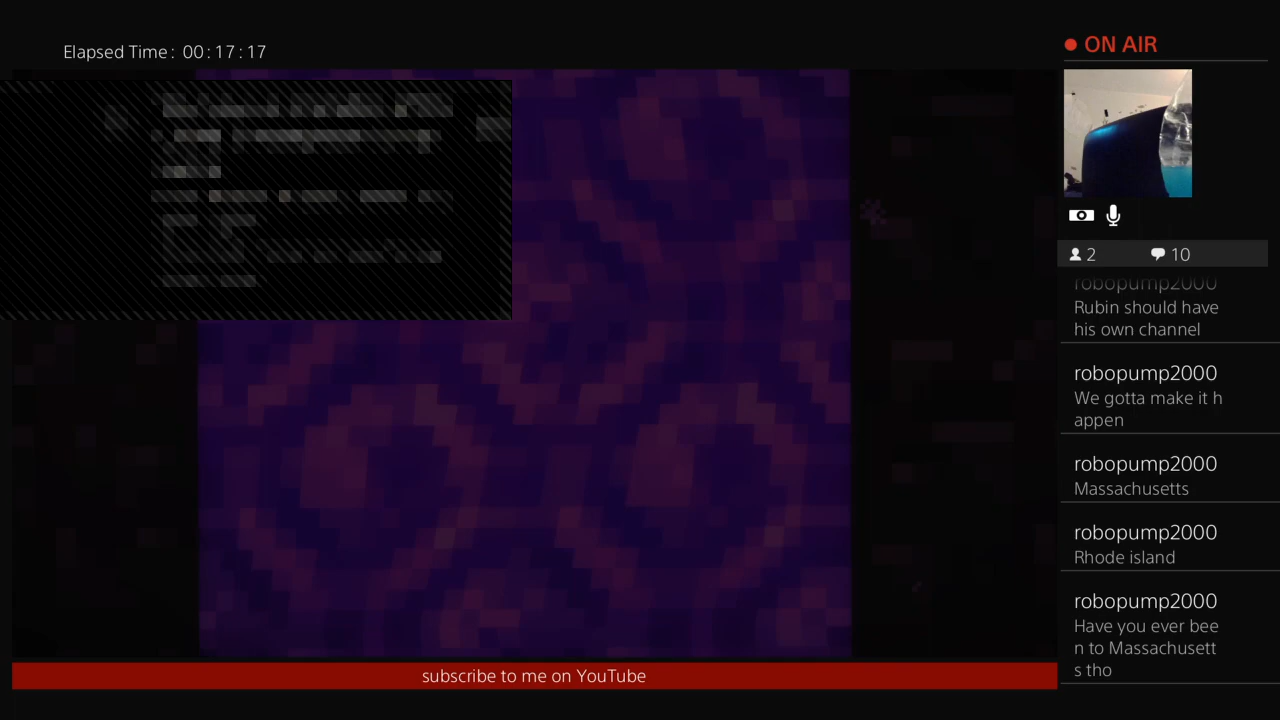 Elapsed Time: 00:17:17
ON AIR
2
10
robopump2000
Rubin should have
his own channel
robopump2000
We gotta make it h
appen
robopump2000
Massachusetts
robopump2000
Rhode island
robopump2000
Have you ever bee
n to Massachusett
s tho
subscribe to me on YouTube